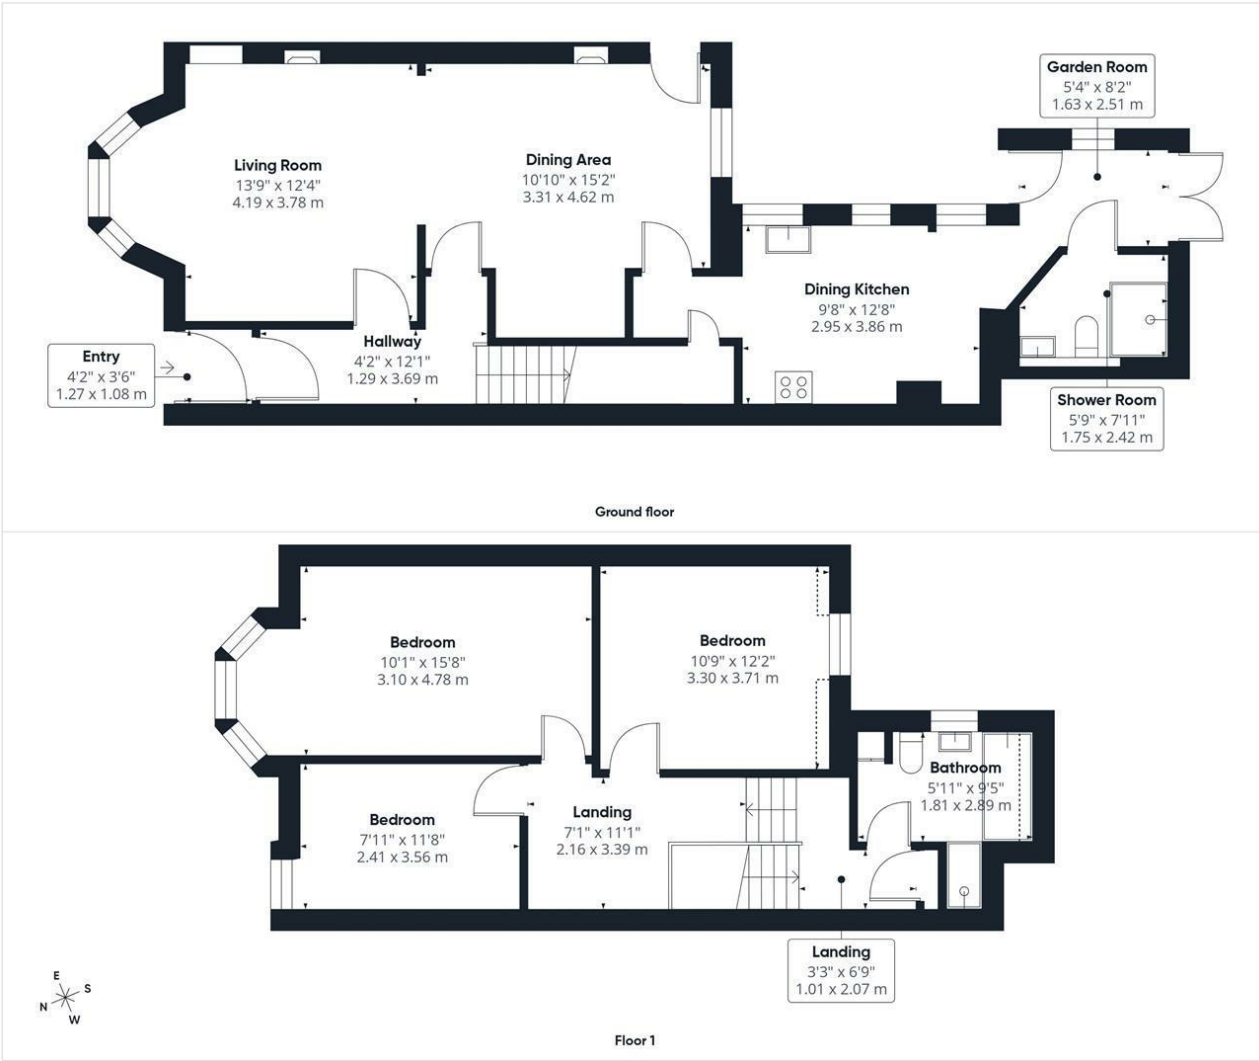 Garden Room
5'4" x 8'2"
1.63 x 2.51 m
Living Room
13'9" x 12'4"
4.19 x 3.78 m
Dining Area
10'10" x 15'2"
3.31 x 4.62 m
Dining Kitchen
9'8" x 12'8"
2.95 x 3.86 m
Entry
4'2" x 3'6"
1.27 x 1.08 m
Hallway
4'2" x 12'1"
1.29 x 3.69 m
Shower Room
5'9" x 7'11"
1.75 x 2.42 m
Ground floor
Bedroom
10'1" x 15'8"
3.10 x 4.78 m
Bedroom
10'9" x 12'2"
3.30 x 3.71 m
Bathroom
5'11" x 9'5"
1.81 x 2.89 m
Bedroom
7'11" x 11'8"
2.41 x 3.56 m
Landing
7'1" x 11'1"
2.16 x 3.39 m
Landing
3'3" x 6'9"
1.01 x 2.07 m
E
S
N
W
Floor 1